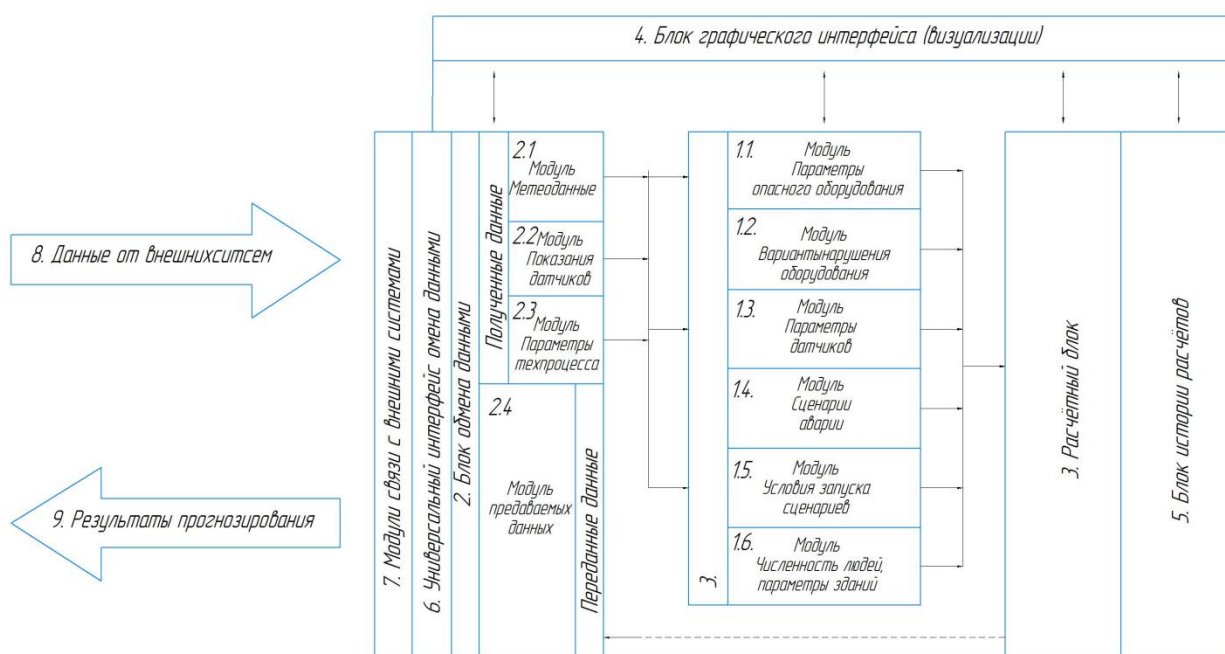 4. Блок графического интерфейса (визуализации)
8. Данные от внешнихситсем
9. Результаты прогнозирования
7. Модули связи с внешними системами
6. Универсальный интерфейс омена данными
2. Блок обмена данными
Полученные данные
2.1
Модуль
Метеоданные
2.2 Модуль
Показания
датчиков
2.3
Модуль
Параметры
техпроцесса
2.4
Модуль
предаваемых
данных
Переданные данные
3.
1.1. Модуль
Параметры
опасного оборудования
1.2. Модуль
Вариантынарушения
оборудования
1.3. Модуль
Параметры
датчиков
1.4. Модуль
Сценарии
аварии
1.5. Модуль
Условия запуска
сценариев
1.6. Модуль
Численность людей,
параметры зданий
3. Расчётный блок
5. Блок истории расчётов